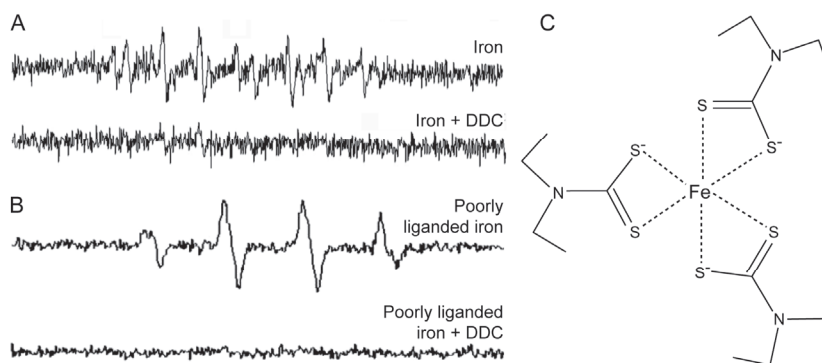 A
Iron
Iron + DDC
B
Poorly
liganded iron
Poorly liganded
iron + DDC
C
N
S
S-
S-
N
Fe
S
S
S-
N